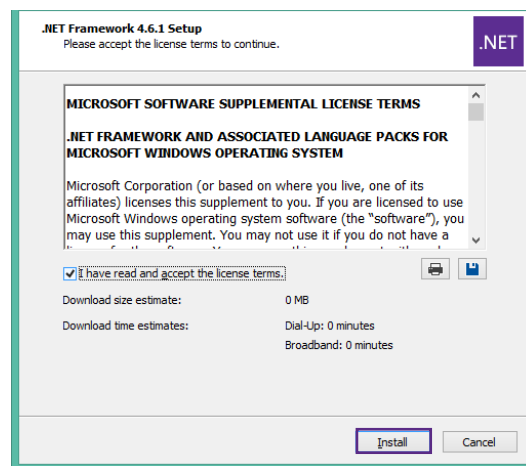 .NET Framework 4.6.1 Setup
Please accept the license terms to continue.
.NET
MICROSOFT SOFTWARE SUPPLEMENTAL LICENSE TERMS
.NET FRAMEWORK AND ASSOCIATED LANGUAGE PACKS FOR
MICROSOFT WINDOWS OPERATING SYSTEM
Microsoft Corporation (or based on where you live, one of its
affiliates) licenses this supplement to you. If you are licensed to use
Microsoft Windows operating system software (the “software”), you
may use this supplement. You may not use it if you do not have a
I have read and accept the license terms.
Download size estimate: 0 MB
Download time estimates: Dial-Up: 0 minutes
Broadband: 0 minutes
Install Cancel